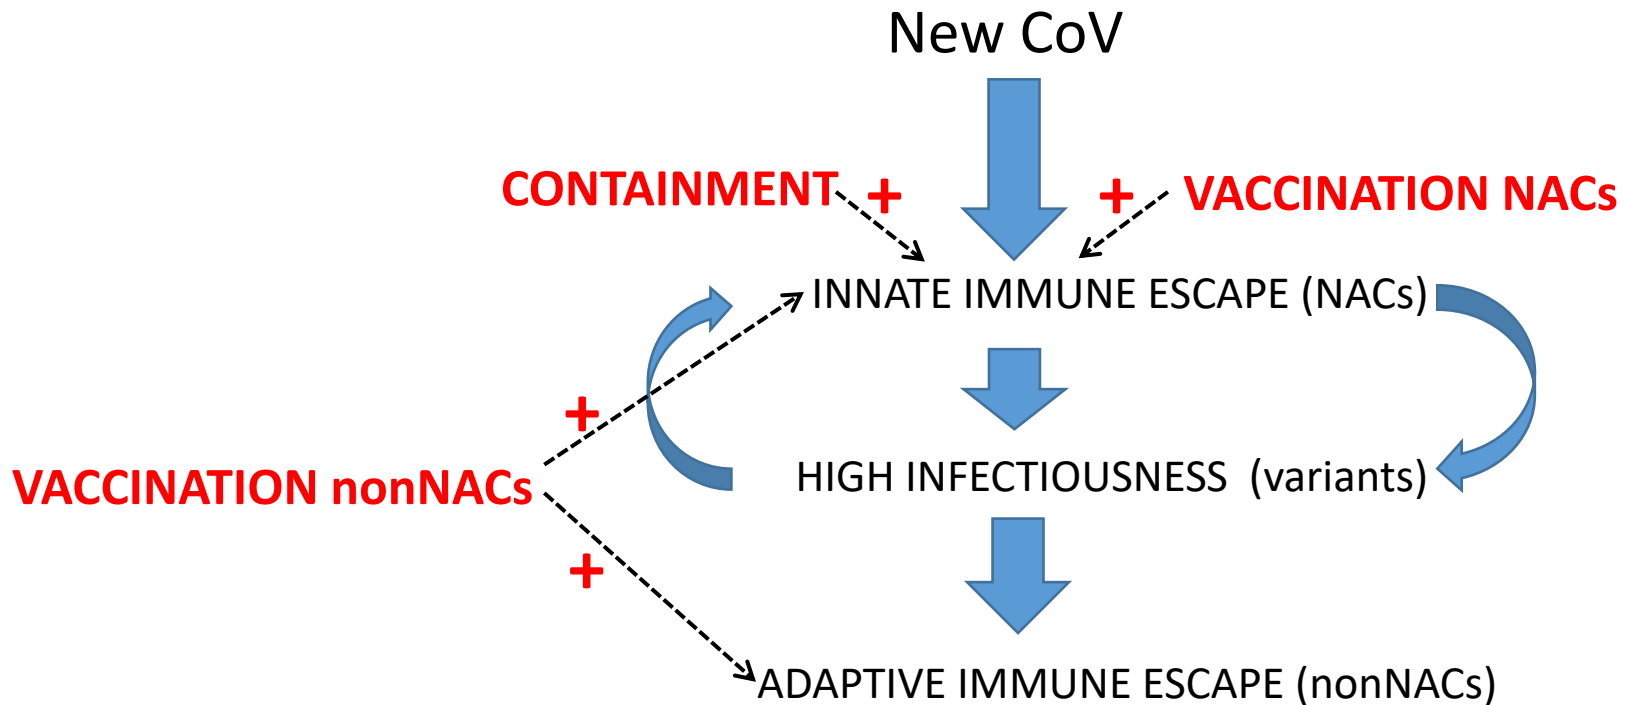 New CoV
CONTAINMENT
+
+
VACCINATION NACs
INNATE IMMUNE ESCAPE (NACs)
+
HIGH INFECTIOUSNESS (variants)
VACCINATION nonNACs
+
ADAPTIVE IMMUNE ESCAPE (nonNACs)